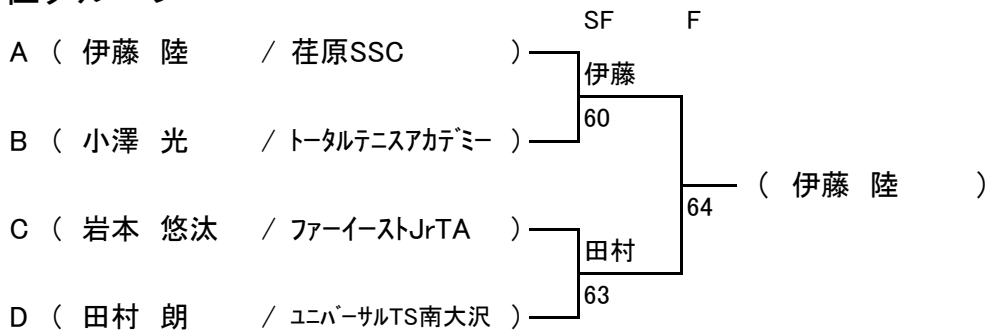 SF F
A ( 伊藤 陸 / 荏原SSC )
伊藤
60
B ( 小澤 光 / ﾄｰﾀﾙﾃﾆｽｱｶﾃﾞﾐｰ )
( 伊藤 陸 )
64
C ( 岩本 悠汰 / ﾌｧｰｲｰｽﾄJrTA )
田村
63
D ( 田村 朗 / ﾕﾆﾊﾞｰｻﾙTS南大沢 )